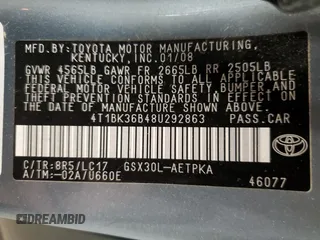 MFD.BY: TOYOTA MOTOR MANUFACTURING,
KENTUCKY, INC. 01/08
GVWR 4565LB GAWR FR 2665LB RR 2505LB
THIS VEHICLE CONFORMS TO ALL APPLICABLE
FEDERAL MOTOR VEHICLE SAFETY, BUMPER, AND
THEFT PREVENTION STANDARDS IN EFFECT ON
THE DATE OF MANUFACTURE SHOWN ABOVE.
4T1BK36B48U292863 PASS.CAR
C/TR: 8R5/LC17 GSX30L-AETPKA
A/TM: -02A/U660E
TOYOTA
46077
AUTOBIDMASTER